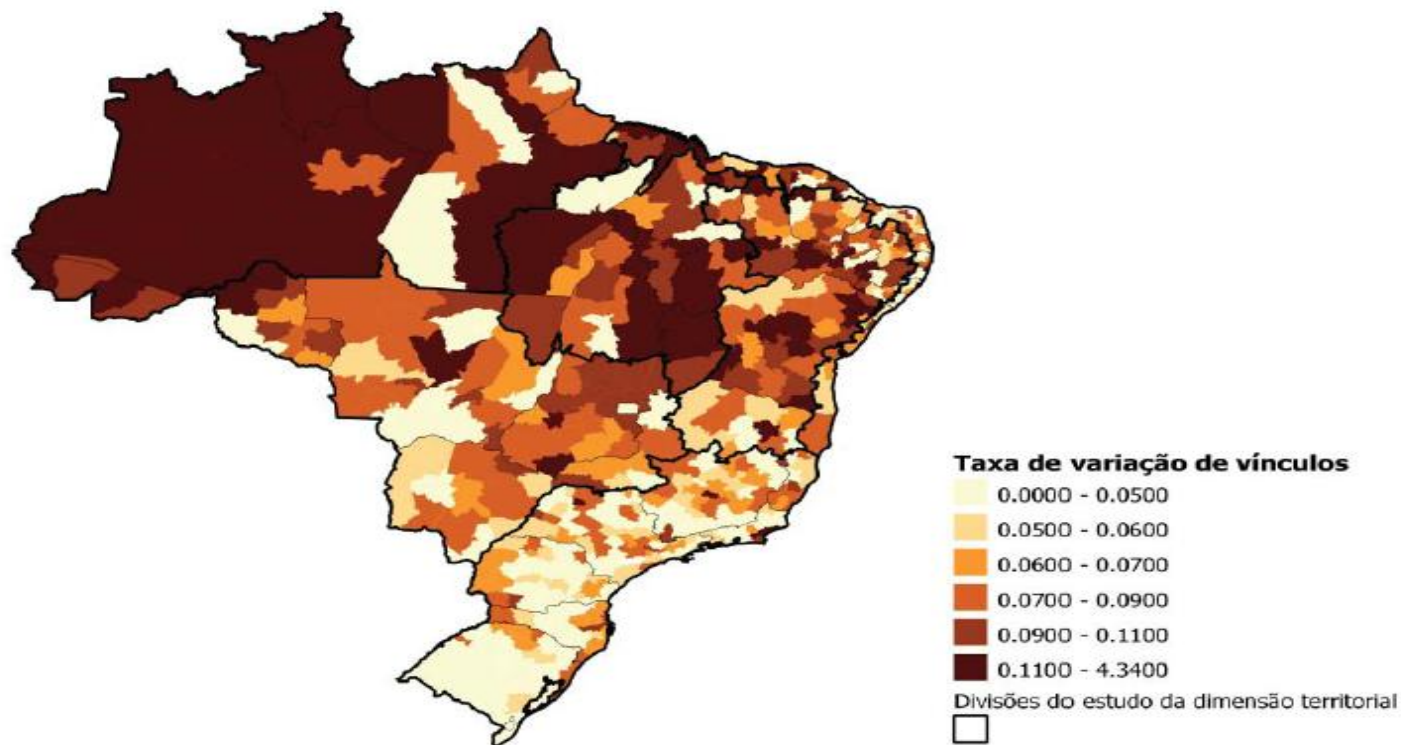 Taxa de variação de vínculos
0.0000 - 0.0500
0.0500 - 0.0600
0.0600 - 0.0700
0.0700 - 0.0900
0.0900 - 0.1100
0.1100 - 4.3400
Divisões do estudo da dimensão territorial